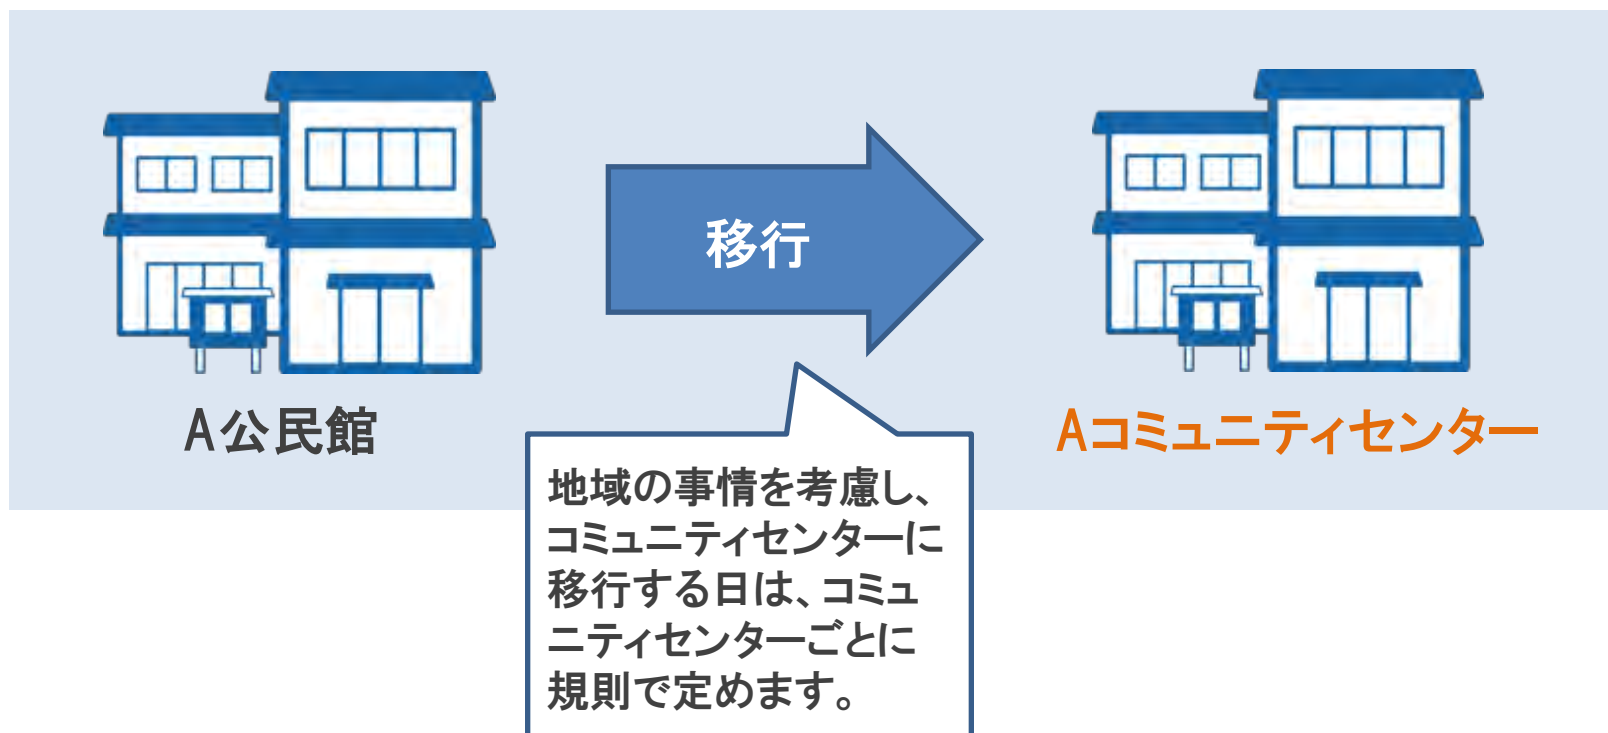 移行
A公民館
Aコミュニティセンター
地域の事情を考慮し、
コミュニティセンターに
移行する日は、コミュ
ニティセンターごとに
規則で定めます。